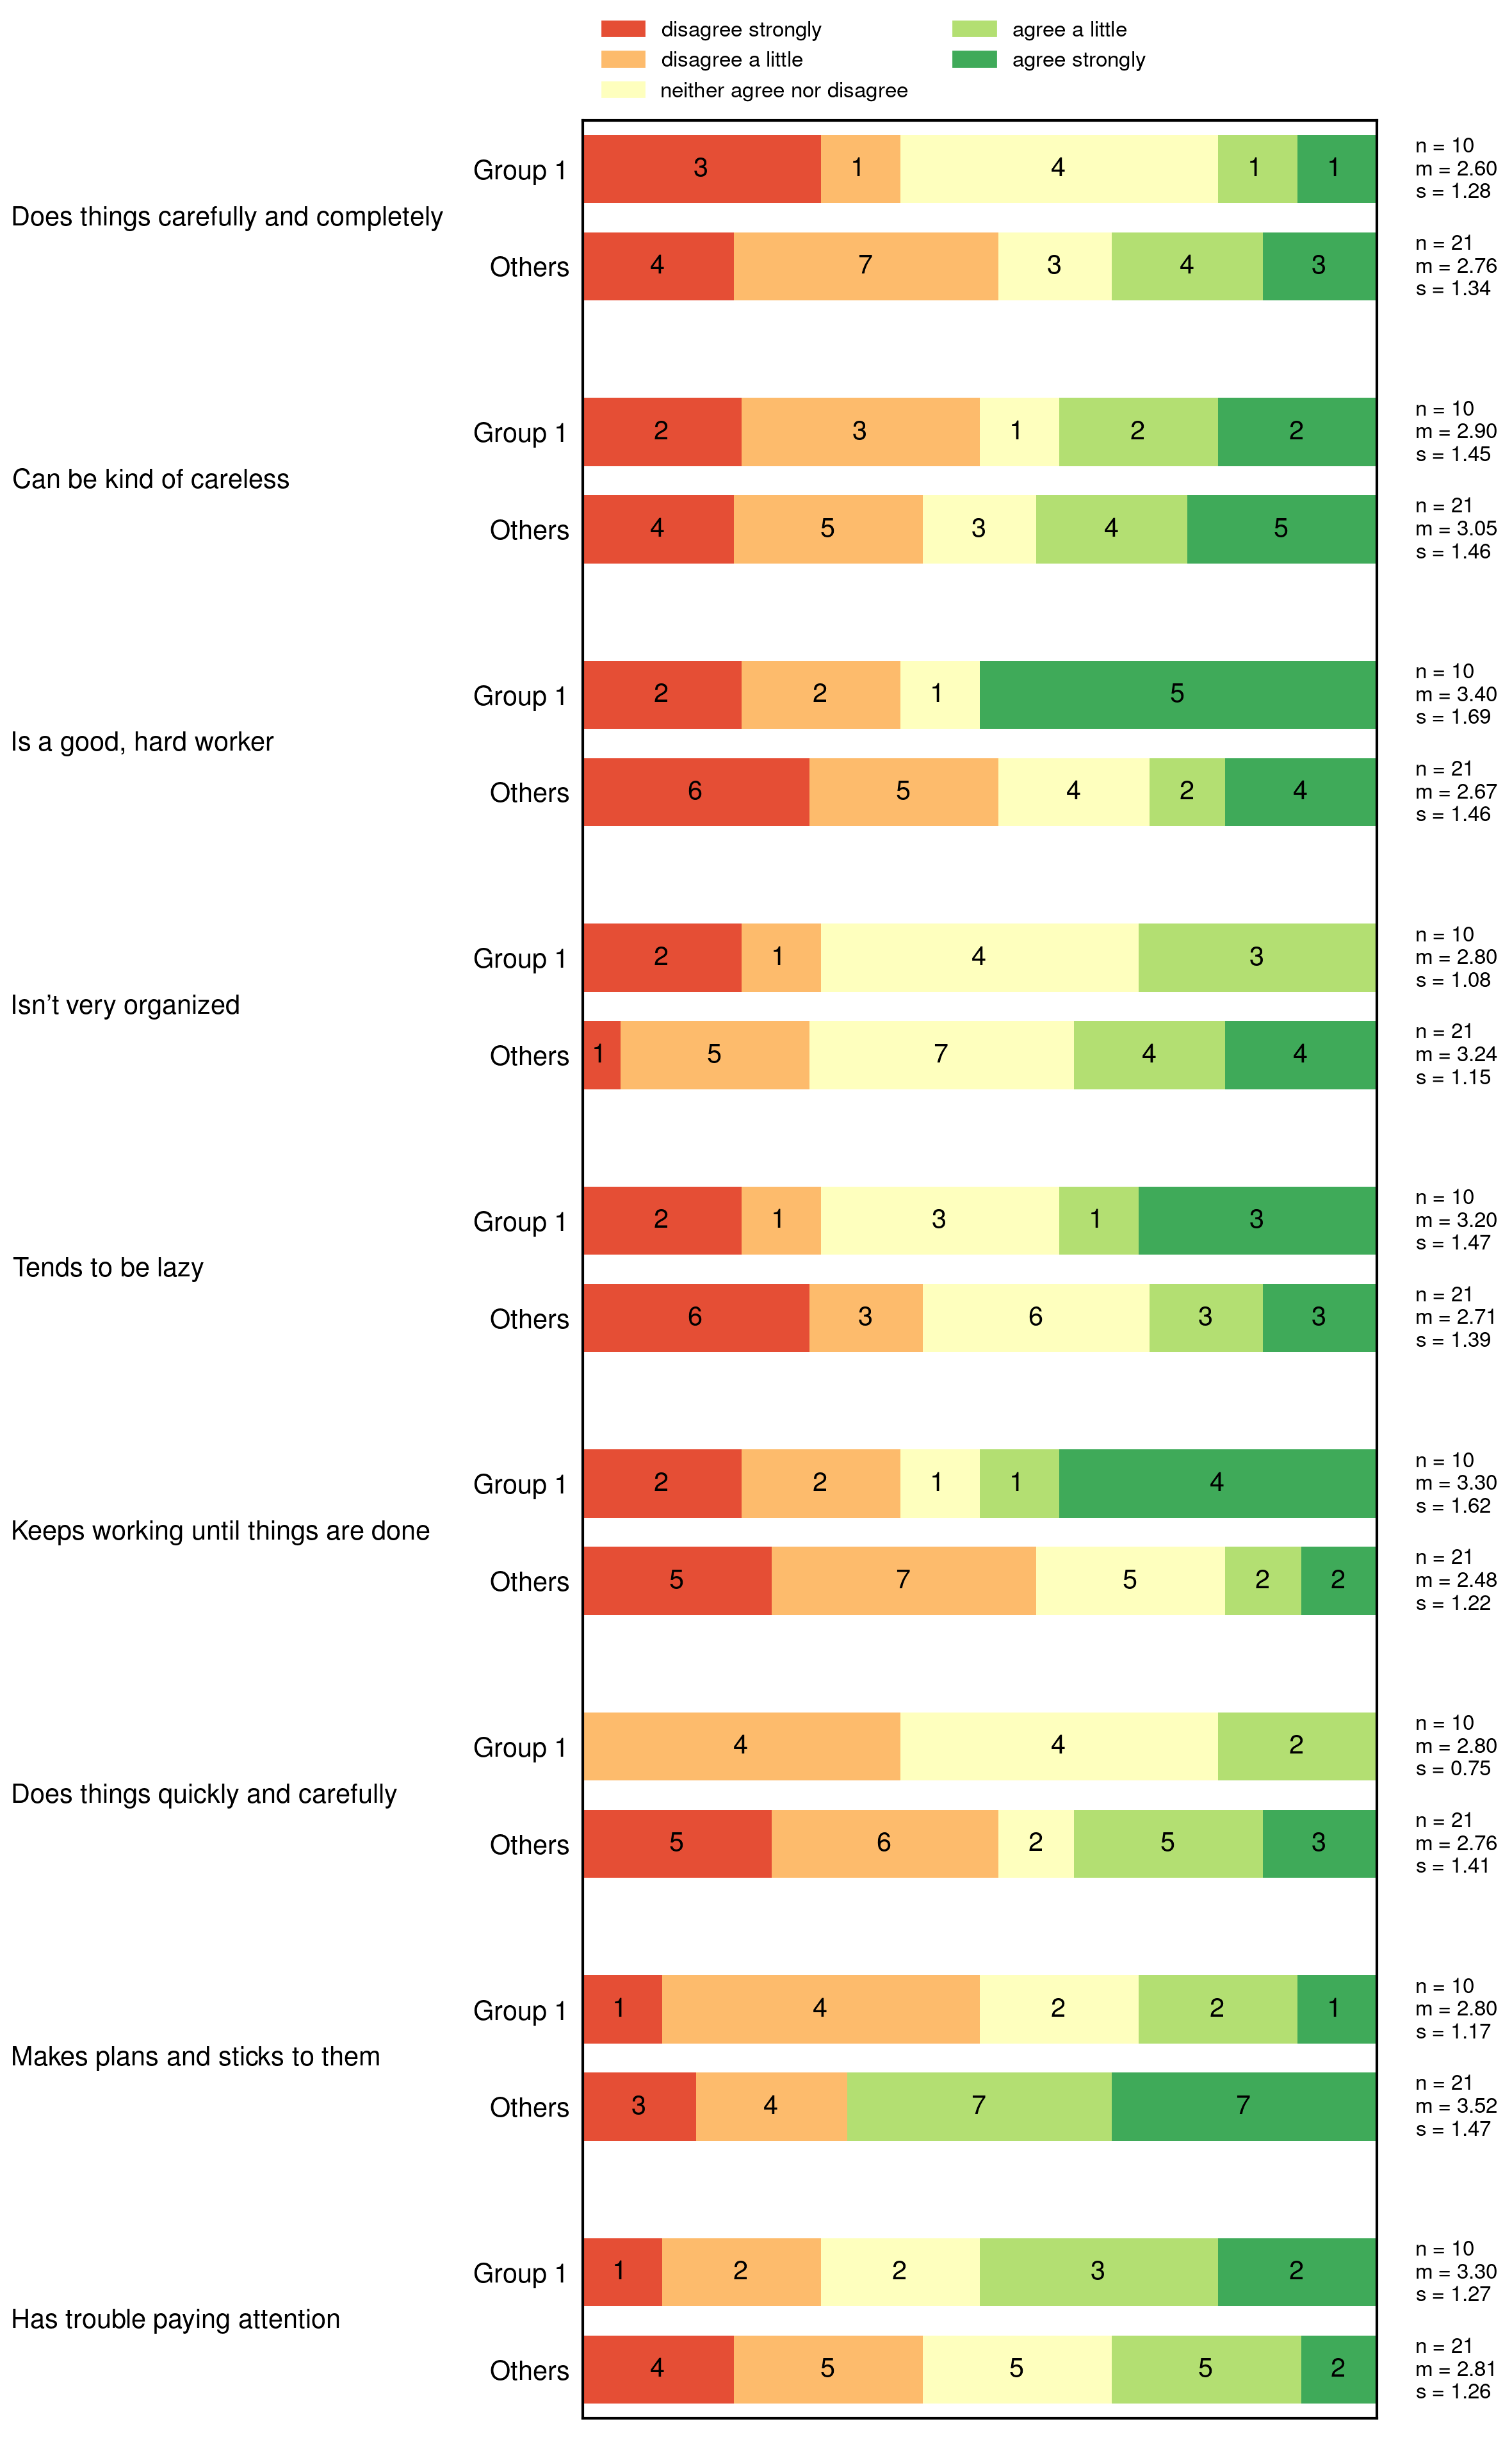 disagree strongly
disagree a little
neither agree nor disagree
agree a little
agree strongly
Does things carefully and completely
Group 1
3 1 4 1 1
n = 10
m = 2.60
s = 1.28
Others
4 7 3 4 3
n = 21
m = 2.76
s = 1.34
Can be kind of careless
Group 1
2 3 1 2 2
n = 10
m = 2.90
s = 1.45
Others
4 5 3 4 5
n = 21
m = 3.05
s = 1.46
Is a good, hard worker
Group 1
2 2 1 5
n = 10
m = 3.40
s = 1.69
Others
6 5 4 2 4
n = 21
m = 2.67
s = 1.46
Isn't very organized
Group 1
2 1 4 3
n = 10
m = 2.80
s = 1.08
Others
1 5 7 4 4
n = 21
m = 3.24
s = 1.15
Tends to be lazy
Group 1
2 1 3 1 3
n = 10
m = 3.20
s = 1.47
Others
6 3 6 3 3
n = 21
m = 2.71
s = 1.39
Keeps working until things are done
Group 1
2 2 1 1 4
n = 10
m = 3.30
s = 1.62
Others
5 7 5 2 2
n = 21
m = 2.48
s = 1.22
Does things quickly and carefully
Group 1
4 4 2
n = 10
m = 2.80
s = 0.75
Others
5 6 2 5 3
n = 21
m = 2.76
s = 1.41
Makes plans and sticks to them
Group 1
1 4 2 2 1
n = 10
m = 2.80
s = 1.17
Others
3 4 7 7
n = 21
m = 3.52
s = 1.47
Has trouble paying attention
Group 1
1 2 2 3 2
n = 10
m = 3.30
s = 1.27
Others
4 5 5 5 2
n = 21
m = 2.81
s = 1.26